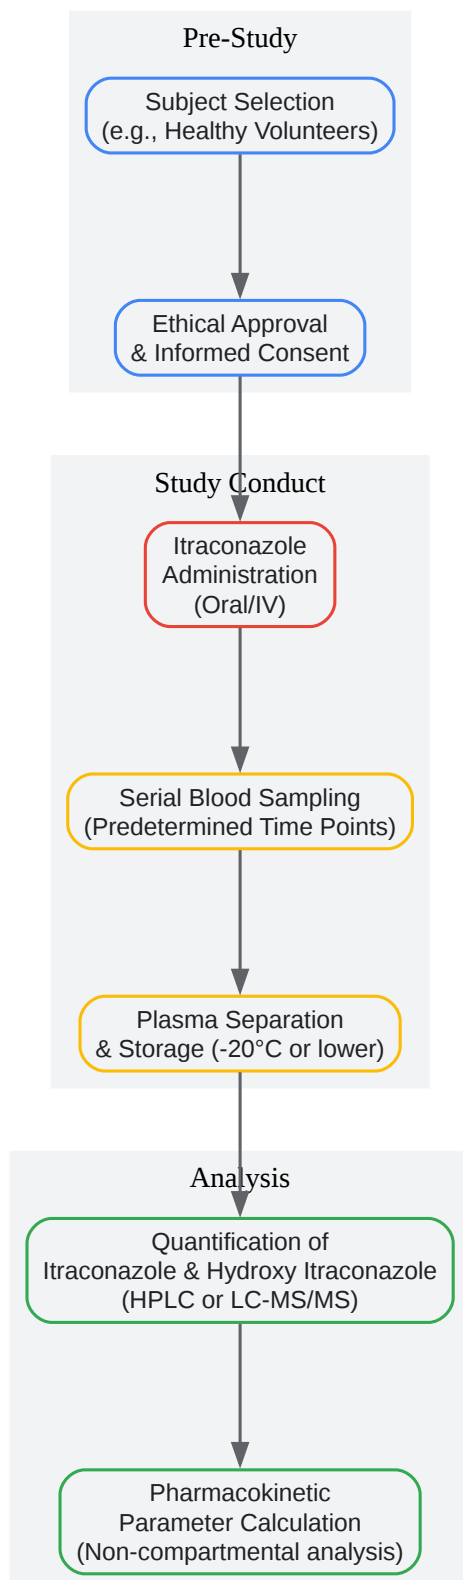 Pre-Study
Subject Selection
(e.g., Healthy Volunteers)
Ethical Approval
& Informed Consent
Study Conduct
Itraconazole
Administration
(Oral/IV)
Serial Blood Sampling
(Predetermined Time Points)
Plasma Separation
& Storage (-20°C or lower)
Analysis
Quantification of
Itraconazole & Hydroxy Itraconazole
(HPLC or LC-MS/MS)
Pharmacokinetic
Parameter Calculation
(Non-compartmental analysis)